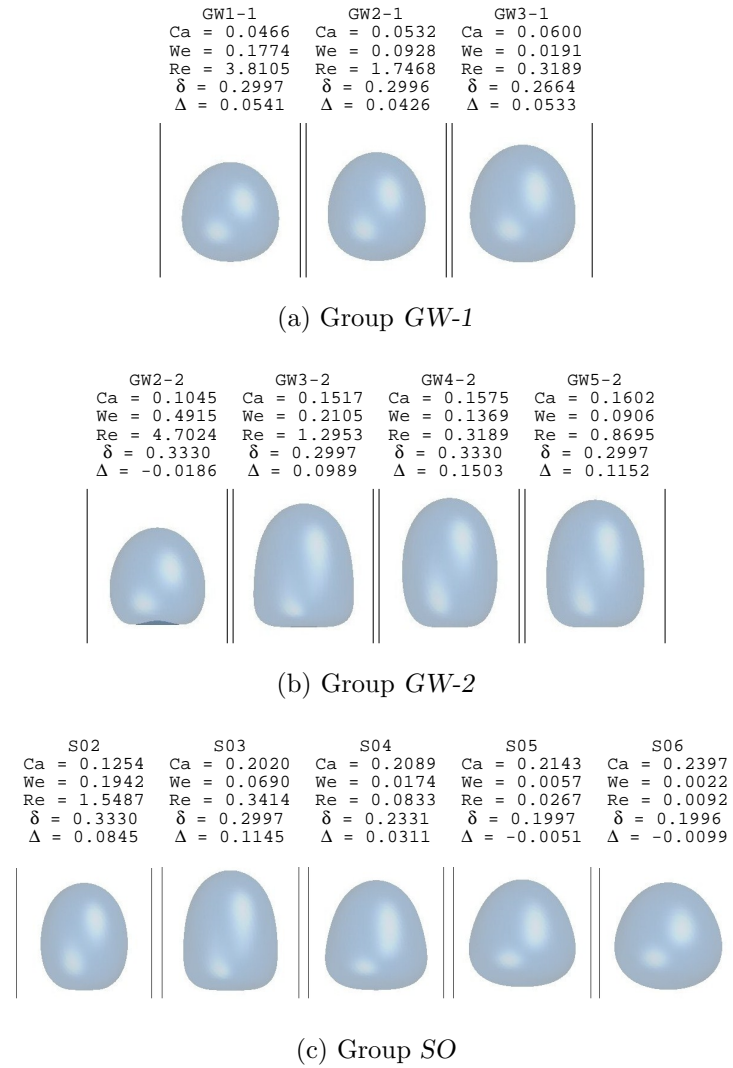 GW1-1 GW2-1 GW3-1
Ca = 0.0466 Ca = 0.0532 Ca = 0.0600
We = 0.1774 We = 0.0928 We = 0.0191
Re = 3.8105 Re = 1.7468 Re = 0.3189
δ = 0.2997 δ = 0.2996 δ = 0.2664
Δ = 0.0541 Δ = 0.0426 Δ = 0.0533
(a) Group GW-1
GW2-2 GW3-2 GW4-2 GW5-2
Ca = 0.1045 Ca = 0.1517 Ca = 0.1575 Ca = 0.1602
We = 0.4915 We = 0.2105 We = 0.1369 We = 0.0906
Re = 4.7024 Re = 1.2953 Re = 0.3189 Re = 0.8695
δ = 0.3330 δ = 0.2997 δ = 0.3330 δ = 0.2997
Δ = -0.0186 Δ = 0.0989 Δ = 0.1503 Δ = 0.1152
(b) Group GW-2
S02 S03 S04 S05 S06
Ca = 0.1254 Ca = 0.2020 Ca = 0.2089 Ca = 0.2143 Ca = 0.2397
We = 0.1942 We = 0.0690 We = 0.0174 We = 0.0057 We = 0.0022
Re = 1.5487 Re = 0.3414 Re = 0.0833 Re = 0.0267 Re = 0.0092
δ = 0.3330 δ = 0.2997 δ = 0.2331 δ = 0.1997 δ = 0.1996
Δ = 0.0845 Δ = 0.1145 Δ = 0.0311 Δ = -0.0051 Δ = -0.0099
(c) Group SO